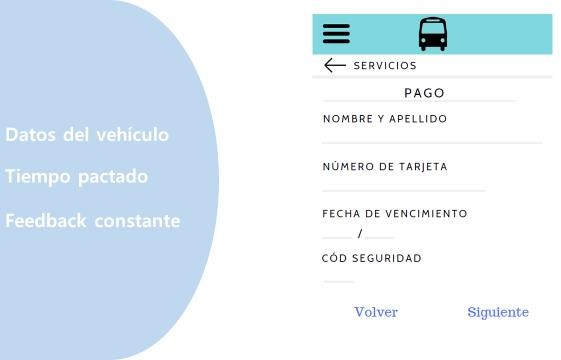 Datos del vehículo
Tiempo pactado
Feedback constante
SERVICIOS
PAGO
NOMBRE Y APELLIDO
NÚMERO DE TARJETA
FECHA DE VENCIMIENTO
/
CÓD SEGURIDAD
Volver Siguiente